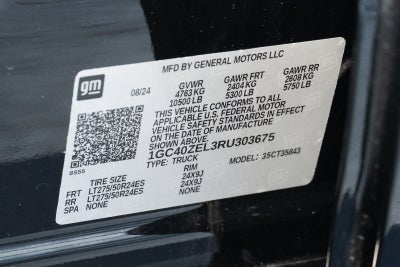 gm
MFD BY GENERAL MOTORS LLC
08/24 GVWR GAWR FRT GAWR RR
4763 KG 2404 KG 2608 KG
10500 LB 5300 LB 5750 LB
THIS VEHICLE CONFORMS TO ALL
APPLICABLE U.S. FEDERAL MOTOR
VEHICLE SAFETY STANDARDS IN EFFECT
ON THE DATE OF MANUFACTURE
SHOWN ABOVE.
1GC40ZEL3RU303675
TYPE: TRUCK MODEL: 35CT35843
TIRE SIZE RIM
FRT LT275/50R24ES 24X9J
RR LT275/50R24ES 24X9J
SPA NONE NONE